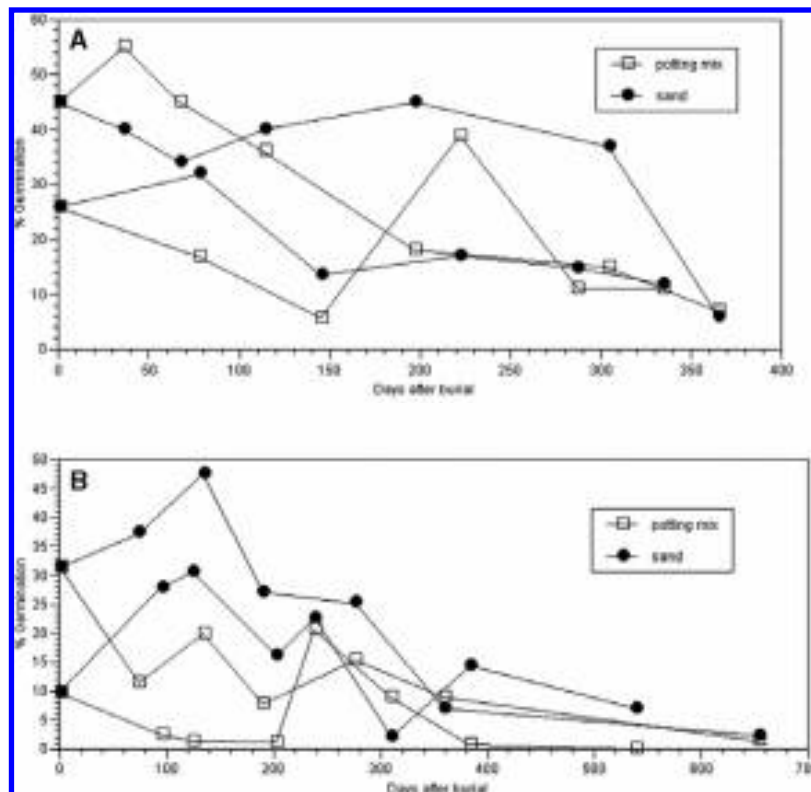 60
A
50
40
30
20
10
0
% Germination
potting mix
sand
0 50 100 150 200 250 300 350 400
Days after burial
50
B
45
40
35
30
25
20
15
10
5
0
% Germination
potting mix
sand
0 100 200 300 400 500 600 70
Days after burial